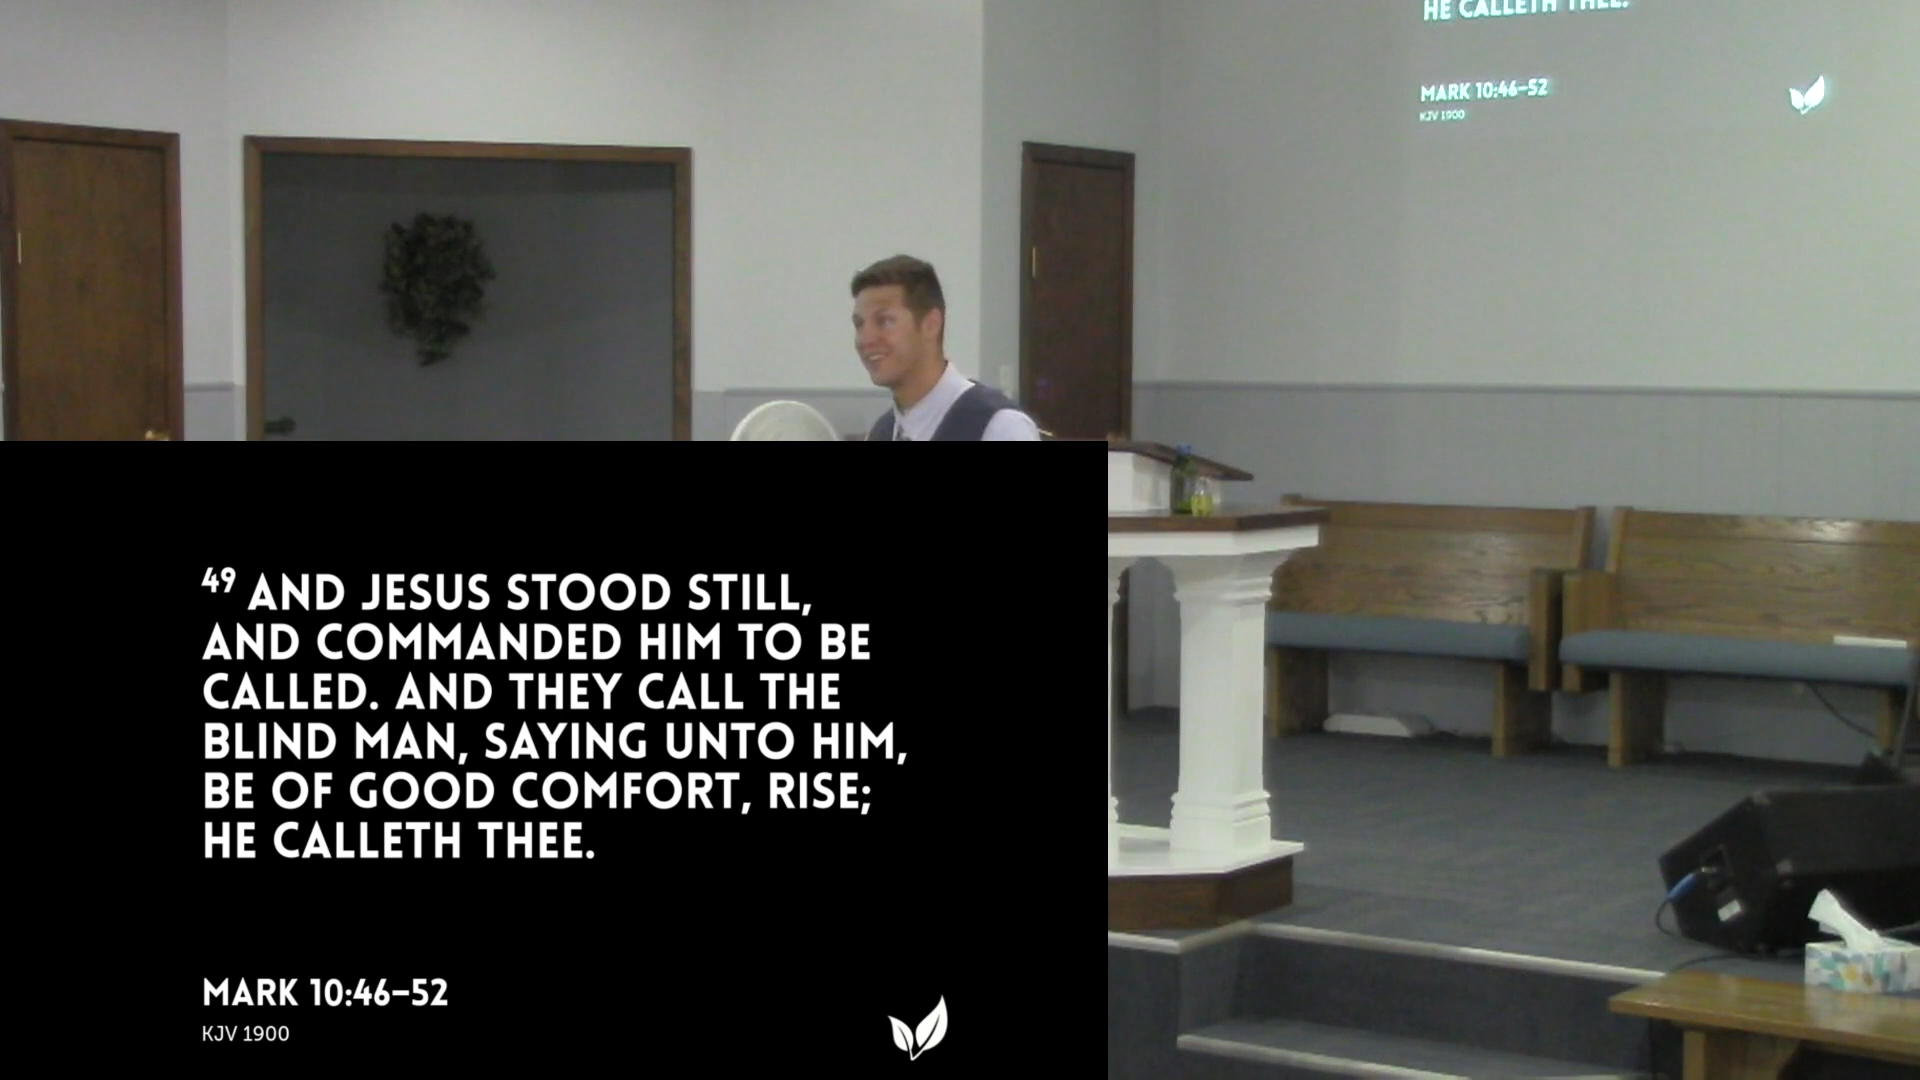 HE CALLETH THEE.
MARK 10:46–52
KJV 1900
49 AND JESUS STOOD STILL,
AND COMMANDED HIM TO BE
CALLED. AND THEY CALL THE
BLIND MAN, SAYING UNTO HIM,
BE OF GOOD COMFORT, RISE;
HE CALLETH THEE.
MARK 10:46–52
KJV 1900